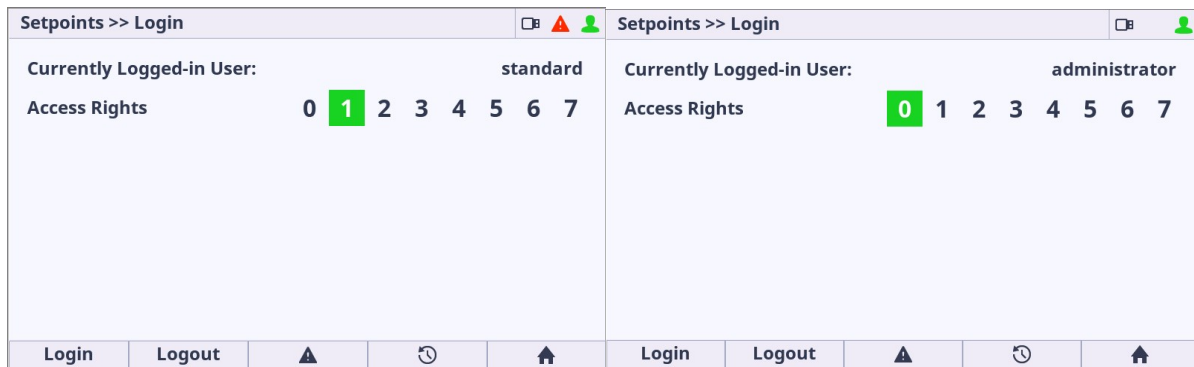 Setpoints >> Login
Currently Logged-in User: standard
Access Rights 0 1 2 3 4 5 6 7
Login Logout
Setpoints >> Login
Currently Logged-in User: administrator
Access Rights 0 1 2 3 4 5 6 7
Login Logout